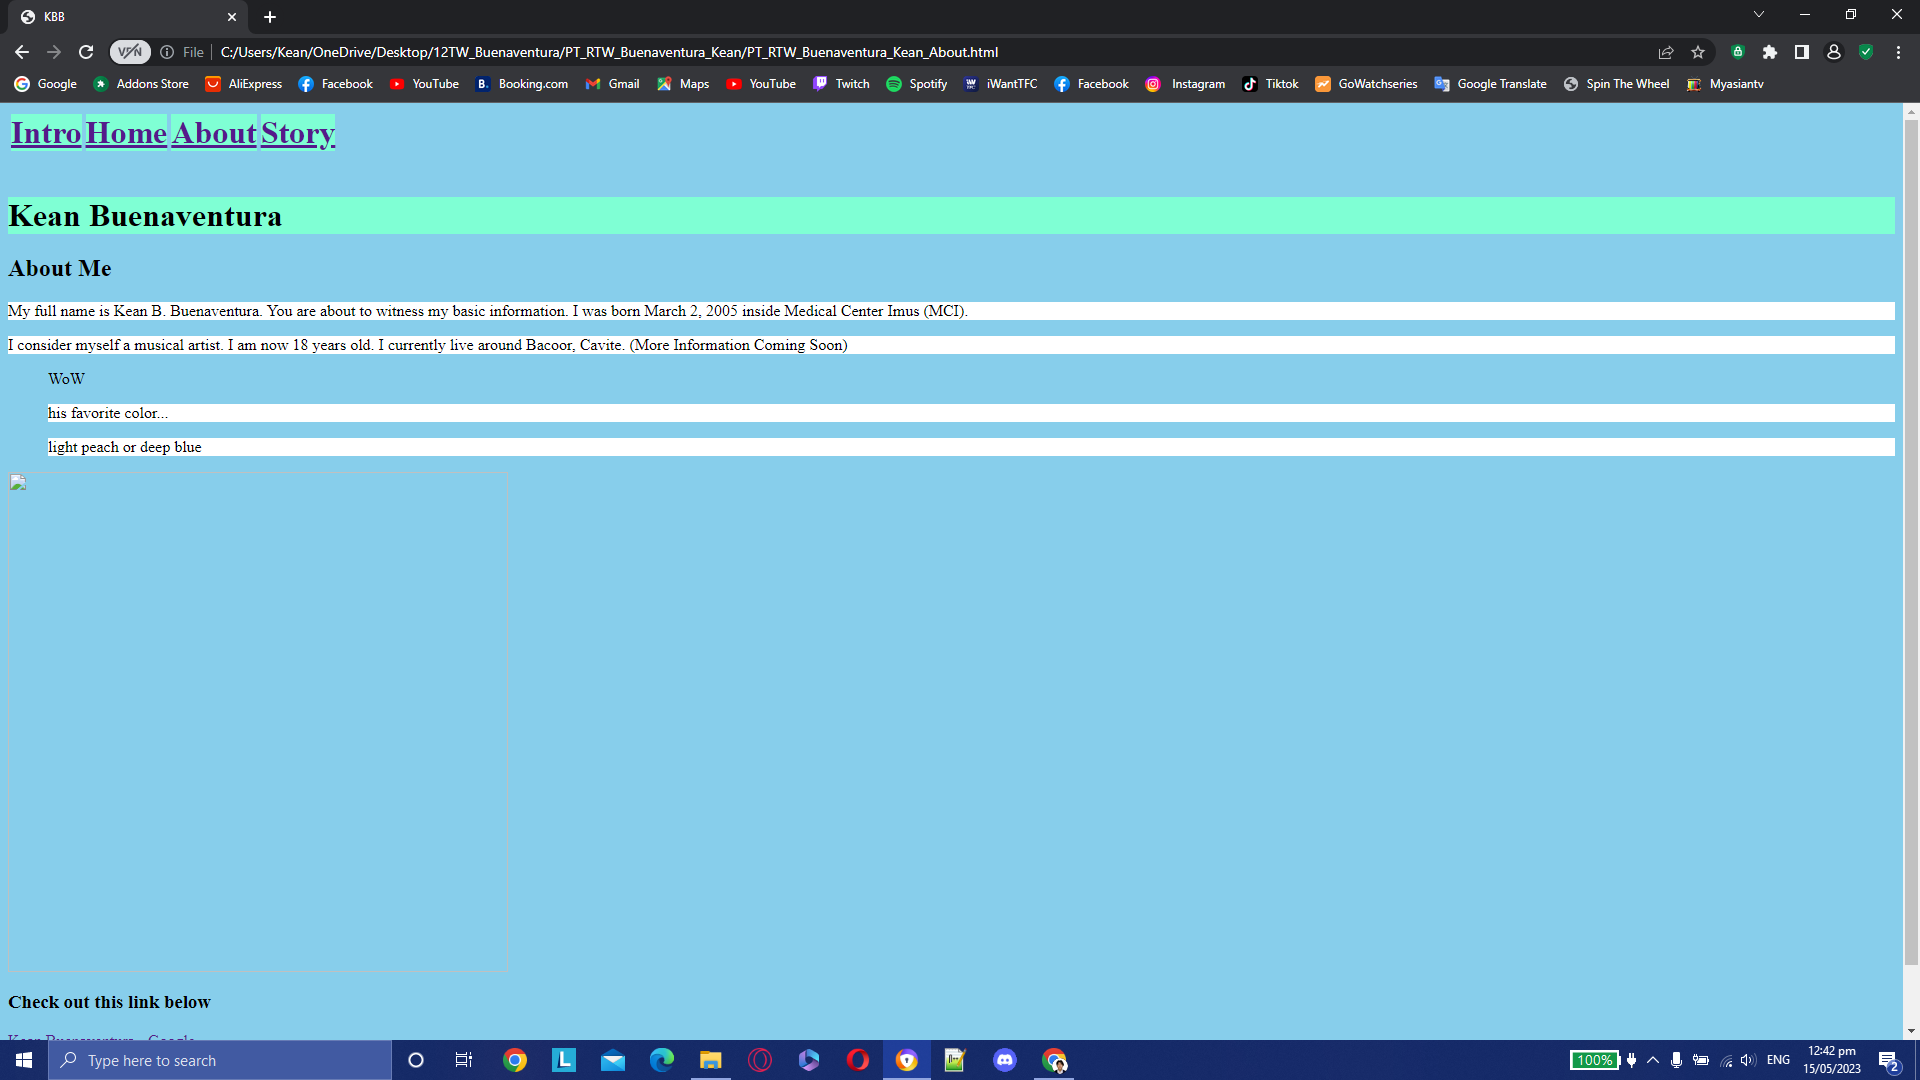 KBB
VPN File C:/Users/Kean/OneDrive/Desktop/12TW_Buenaventura/PT_RTW_Buenaventura_Kean/PT_RTW_Buenaventura_Kean_About.html
Google Addons Store AliExpress Facebook YouTube Booking.com Gmail Maps YouTube Twitch Spotify iWantTFC Facebook Instagram Tiktok GoWatchseries Google Translate Spin The Wheel Myasiantv
Intro Home About Story
Kean Buenaventura
About Me
My full name is Kean B. Buenaventura. You are about to witness my basic information. I was born March 2, 2005 inside Medical Center Imus (MCI).
I consider myself a musical artist. I am now 18 years old. I currently live around Bacoor, Cavite. (More Information Coming Soon)
WoW
his favorite color...
light peach or deep blue
Check out this link below
Kean Buenaventura - Google
Type here to search
100% ENG
12:42 pm
15/05/2023
2